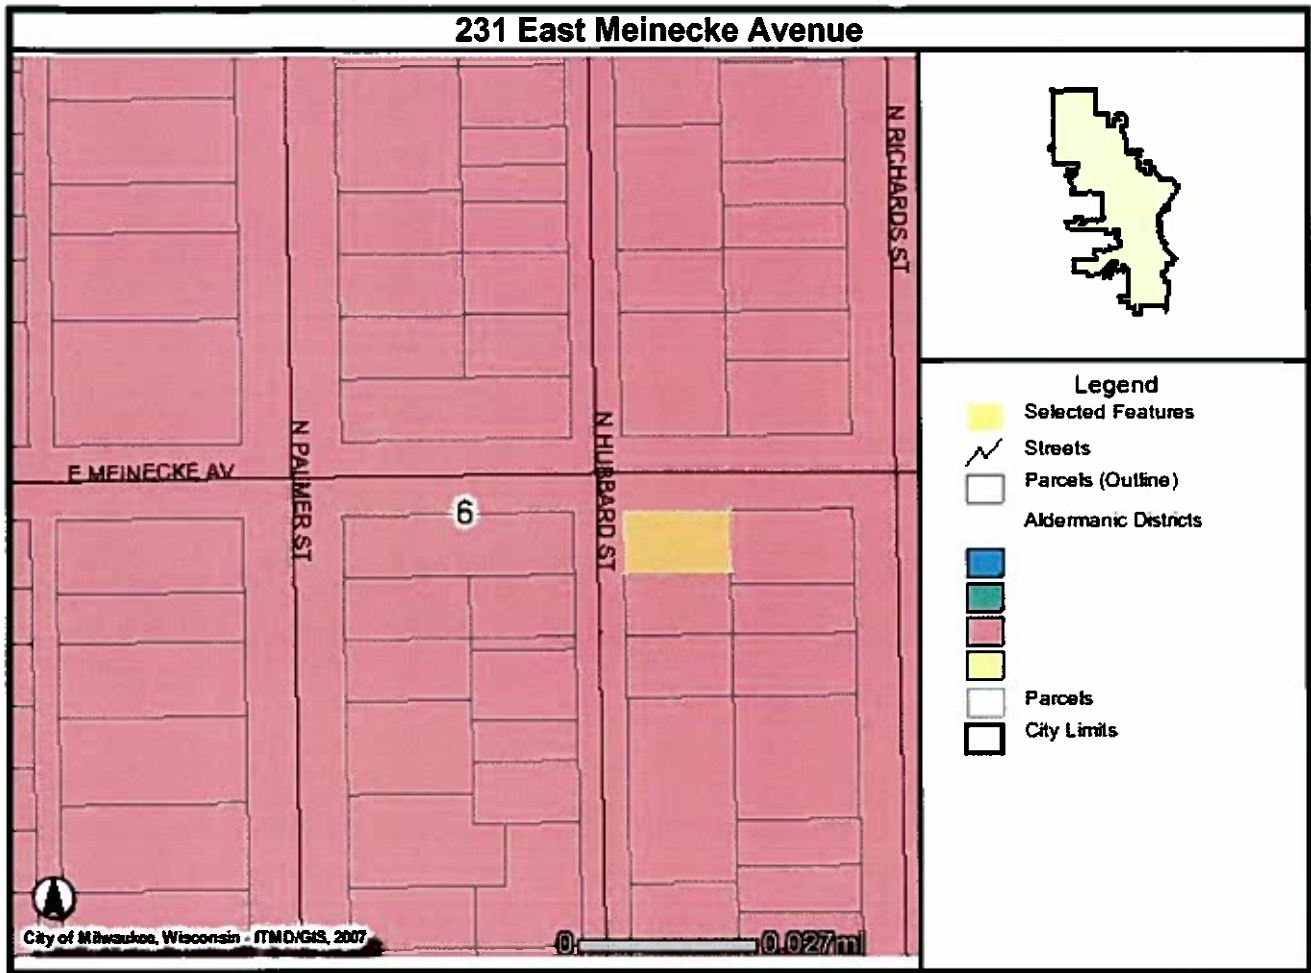 231 East Meinecke Avenue
N RICHARDS ST
N PALMER ST
N HUBBARD ST
E MEINECKE AV
6
Legend
Selected Features
Streets
Parcels (Outline)
Aldermanic Districts
Parcels
City Limits
City of Milwaukee, Wisconsin - ITMD/GIS, 2007
0 0.027mi